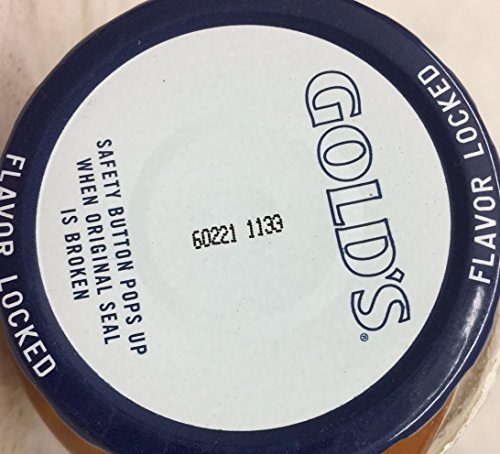 FLAVOR LOCKED
GOLD'S®
60221 1133
SAFETY BUTTON POPS UP
WHEN ORIGINAL SEAL
IS BROKEN
FLAVOR LOCKED